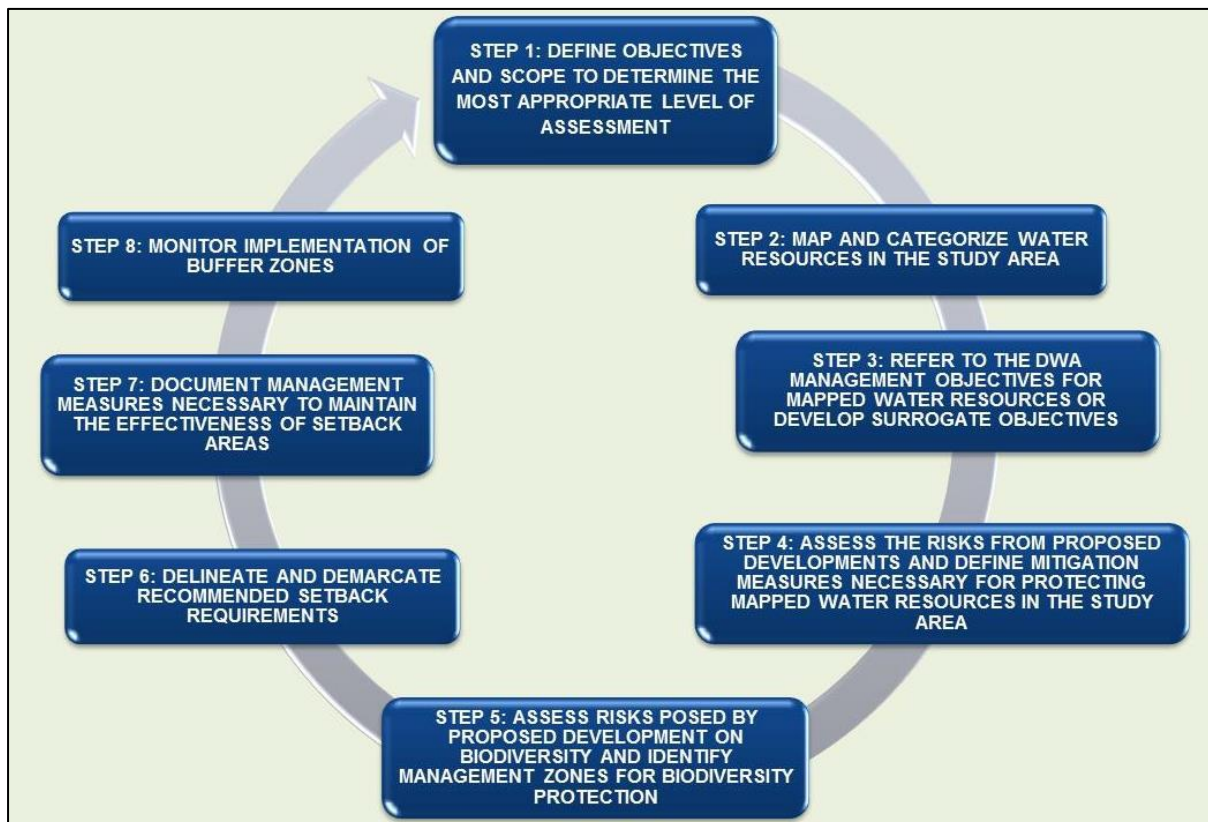 STEP 1: DEFINE OBJECTIVES
AND SCOPE TO DETERMINE THE
MOST APPROPRIATE LEVEL OF
ASSESSMENT
STEP 2: MAP AND CATEGORIZE WATER
RESOURCES IN THE STUDY AREA
STEP 3: REFER TO THE DWA
MANAGEMENT OBJECTIVES FOR
MAPPED WATER RESOURCES OR
DEVELOP SURROGATE OBJECTIVES
STEP 4: ASSESS THE RISKS FROM PROPOSED
DEVELOPMENTS AND DEFINE MITIGATION
MEASURES NECESSARY FOR PROTECTING
MAPPED WATER RESOURCES IN THE STUDY
AREA
STEP 5: ASSESS RISKS POSED BY
PROPOSED DEVELOPMENT ON
BIODIVERSITY AND IDENTIFY
MANAGEMENT ZONES FOR BIODIVERSITY
PROTECTION
STEP 6: DELINEATE AND DEMARCATE
RECOMMENDED SETBACK
REQUIREMENTS
STEP 7: DOCUMENT MANAGEMENT
MEASURES NECESSARY TO MAINTAIN
THE EFFECTIVENESS OF SETBACK
AREAS
STEP 8: MONITOR IMPLEMENTATION OF
BUFFER ZONES